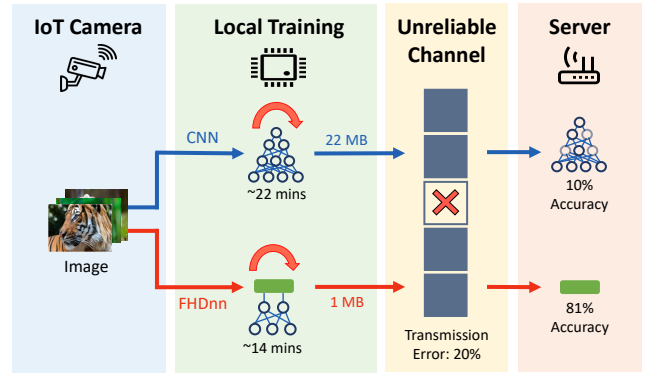 IoT Camera
Local Training
Unreliable
Channel
Server
CNN
22 MB
~22 mins
10%
Accuracy
Image
FHDnn
1 MB
~14 mins
81%
Accuracy
Transmission
Error: 20%